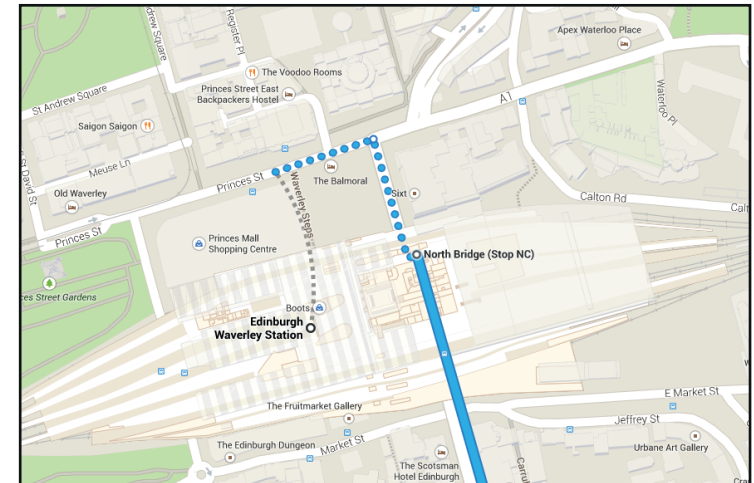 St Andrew Square
Register Pl
Apex Waterloo Place
The Voodoo Rooms
Princes Street East
Backpackers Hostel
St Andrew Square
A1
Waterloo Pl
Saigon Saigon
Meuse Ln
St David St
Old Waverley
Princes St
The Balmoral
Waverley Steps
Sixt
Calton Rd
Princes St
Princes Mall
Shopping Centre
North Bridge (Stop NC)
ces Street Gardens
Boots
Edinburgh
Waverley Station
E Market St
The Fruitmarket Gallery
Jeffrey St
The Edinburgh Dungeon
Market St
Urbane Art Gallery
The Scotsman
Hotel Edinburgh